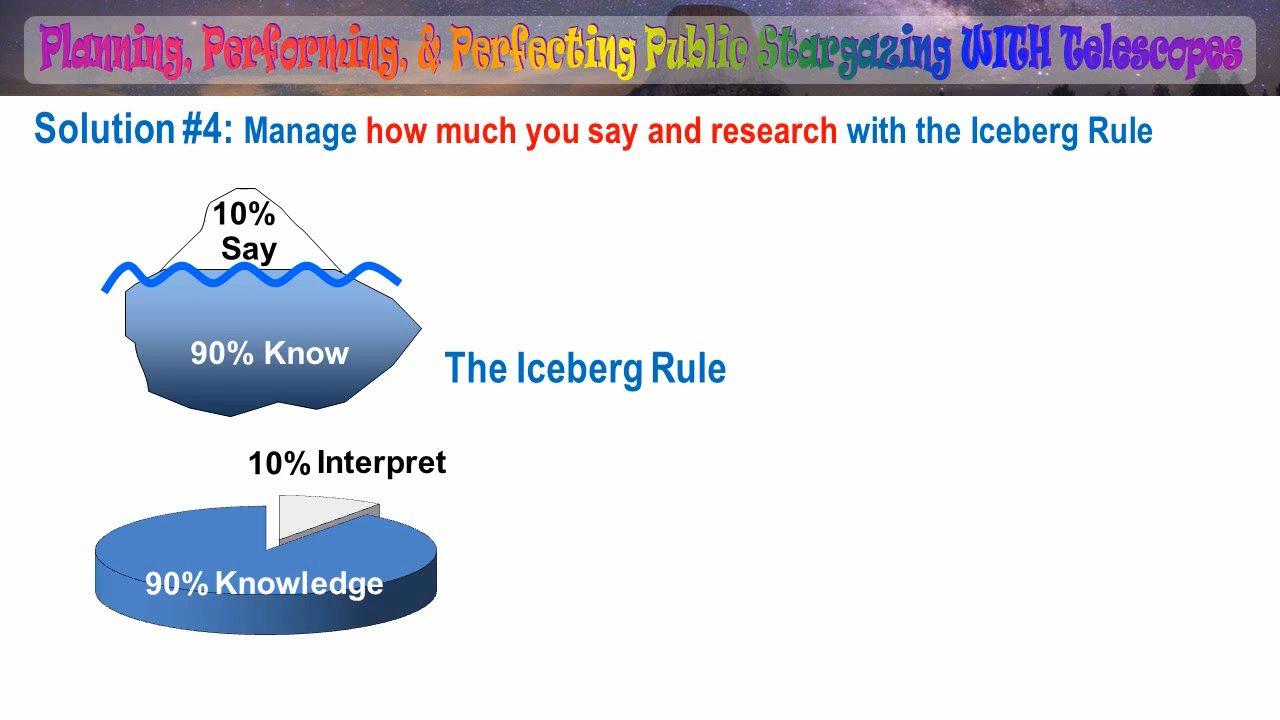 Planning, Performing, & Perfecting Public Stargazing WITH Telescopes
Solution #4: Manage how much you say and research with the Iceberg Rule
10%
Say
90% Know
The Iceberg Rule
10% Interpret
90% Knowledge